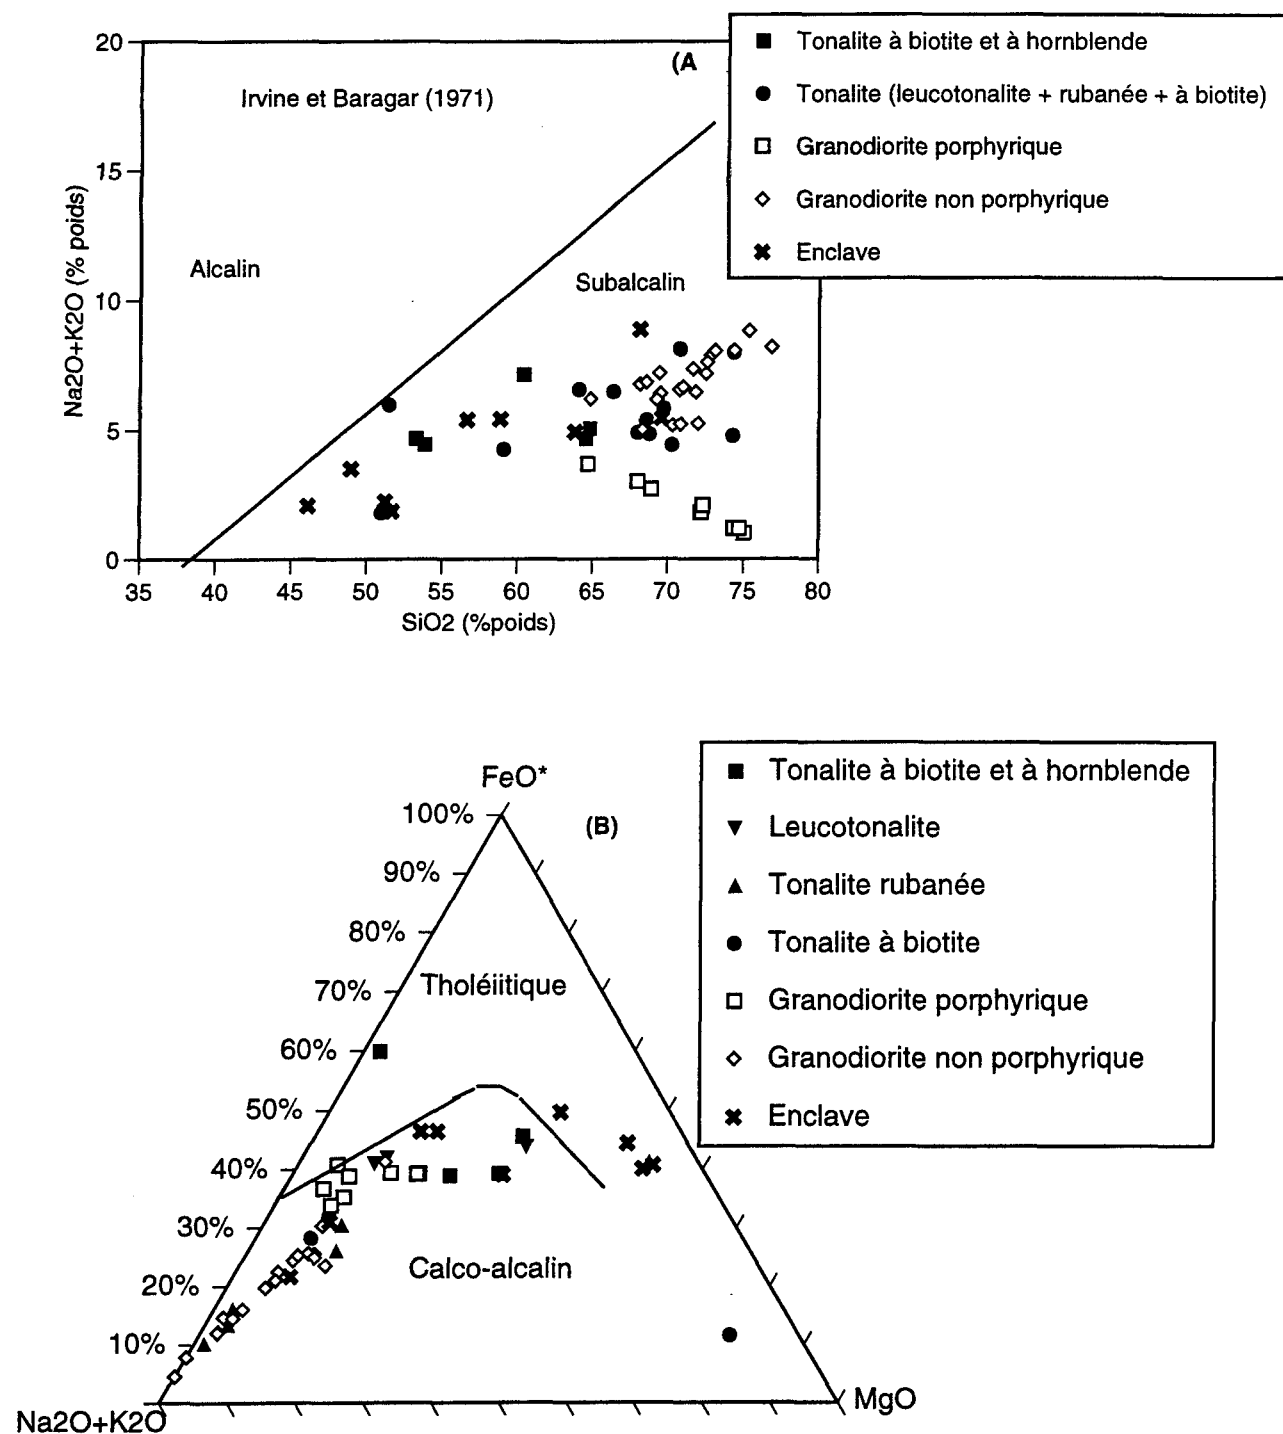 (A
Irvine et Baragar (1971)
Alcalin
Subalcalin
Na2O+K2O (% poids)
20
15
10
5
0
35 40 45 50 55 60 65 70 75 80
SiO2 (%poids)
Tonalite à biotite et à hornblende
Tonalite (leucotonalite + rubanée + à biotite)
Granodiorite porphyrique
Granodiorite non porphyrique
Enclave
FeO*
(B)
100%
90%
80%
70%
60%
50%
40%
30%
20%
10%
Tholéiitique
Calco-alcalin
Na2O+K2O
MgO
Tonalite à biotite et à hornblende
Leucotonalite
Tonalite rubanée
Tonalite à biotite
Granodiorite porphyrique
Granodiorite non porphyrique
Enclave